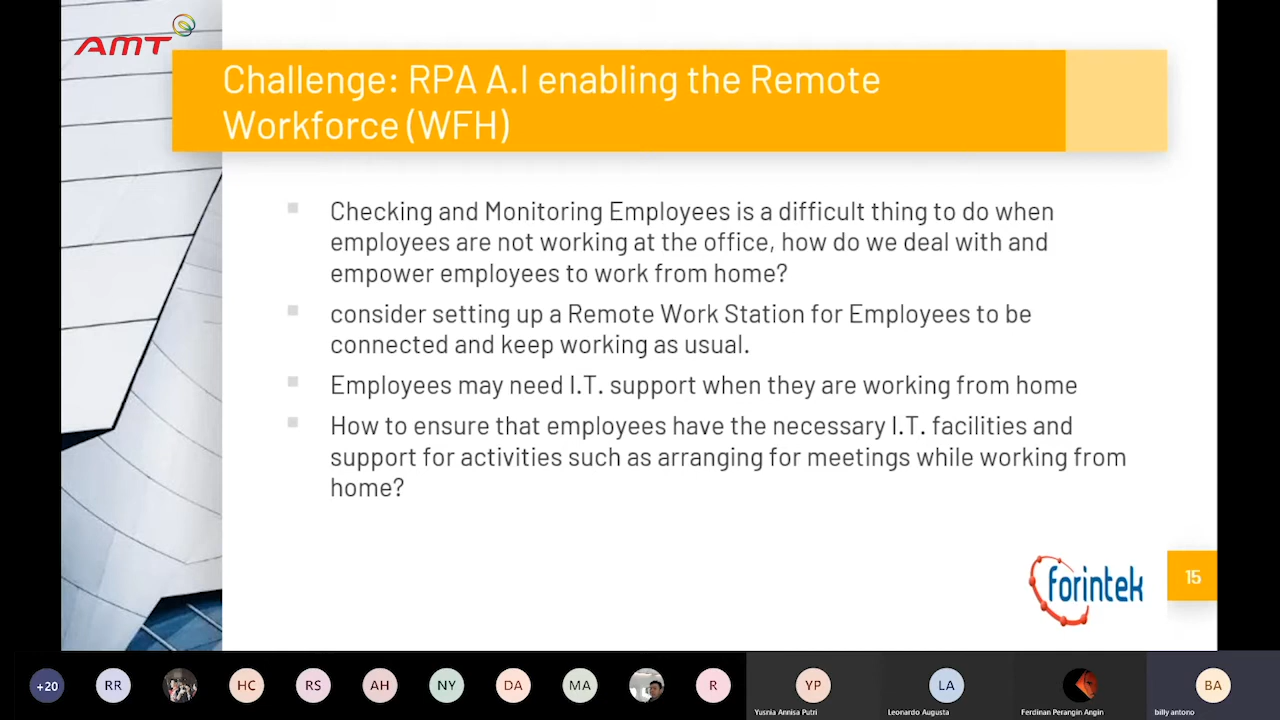 AMT
Challenge: RPA A.I enabling the Remote
Workforce (WFH)
Checking and Monitoring Employees is a difficult thing to do when
employees are not working at the office, how do we deal with and
empower employees to work from home?
consider setting up a Remote Work Station for Employees to be
connected and keep working as usual.
Employees may need I.T. support when they are working from home
How to ensure that employees have the necessary I.T. facilities and
support for activities such as arranging for meetings while working from
home?
forintek
15
+20 RR HC RS AH NY DA MA R YP LA BA
Yusnia Annisa Putri Leonardo Augusta Ferdinan Perangin Angin billy antono